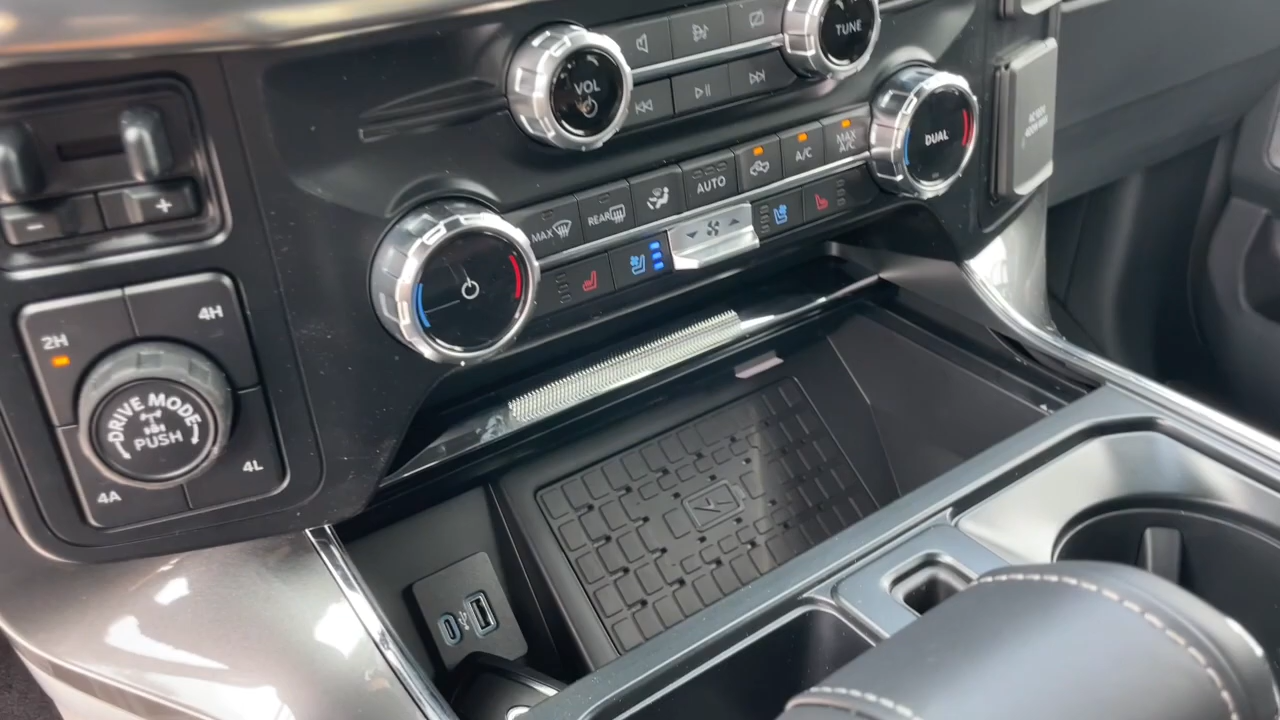 VOL
TUNE
MAX
REAR
AUTO
A/C
MAX
A/C
DUAL
2H
4H
DRIVE MODE
PUSH
4A
4L